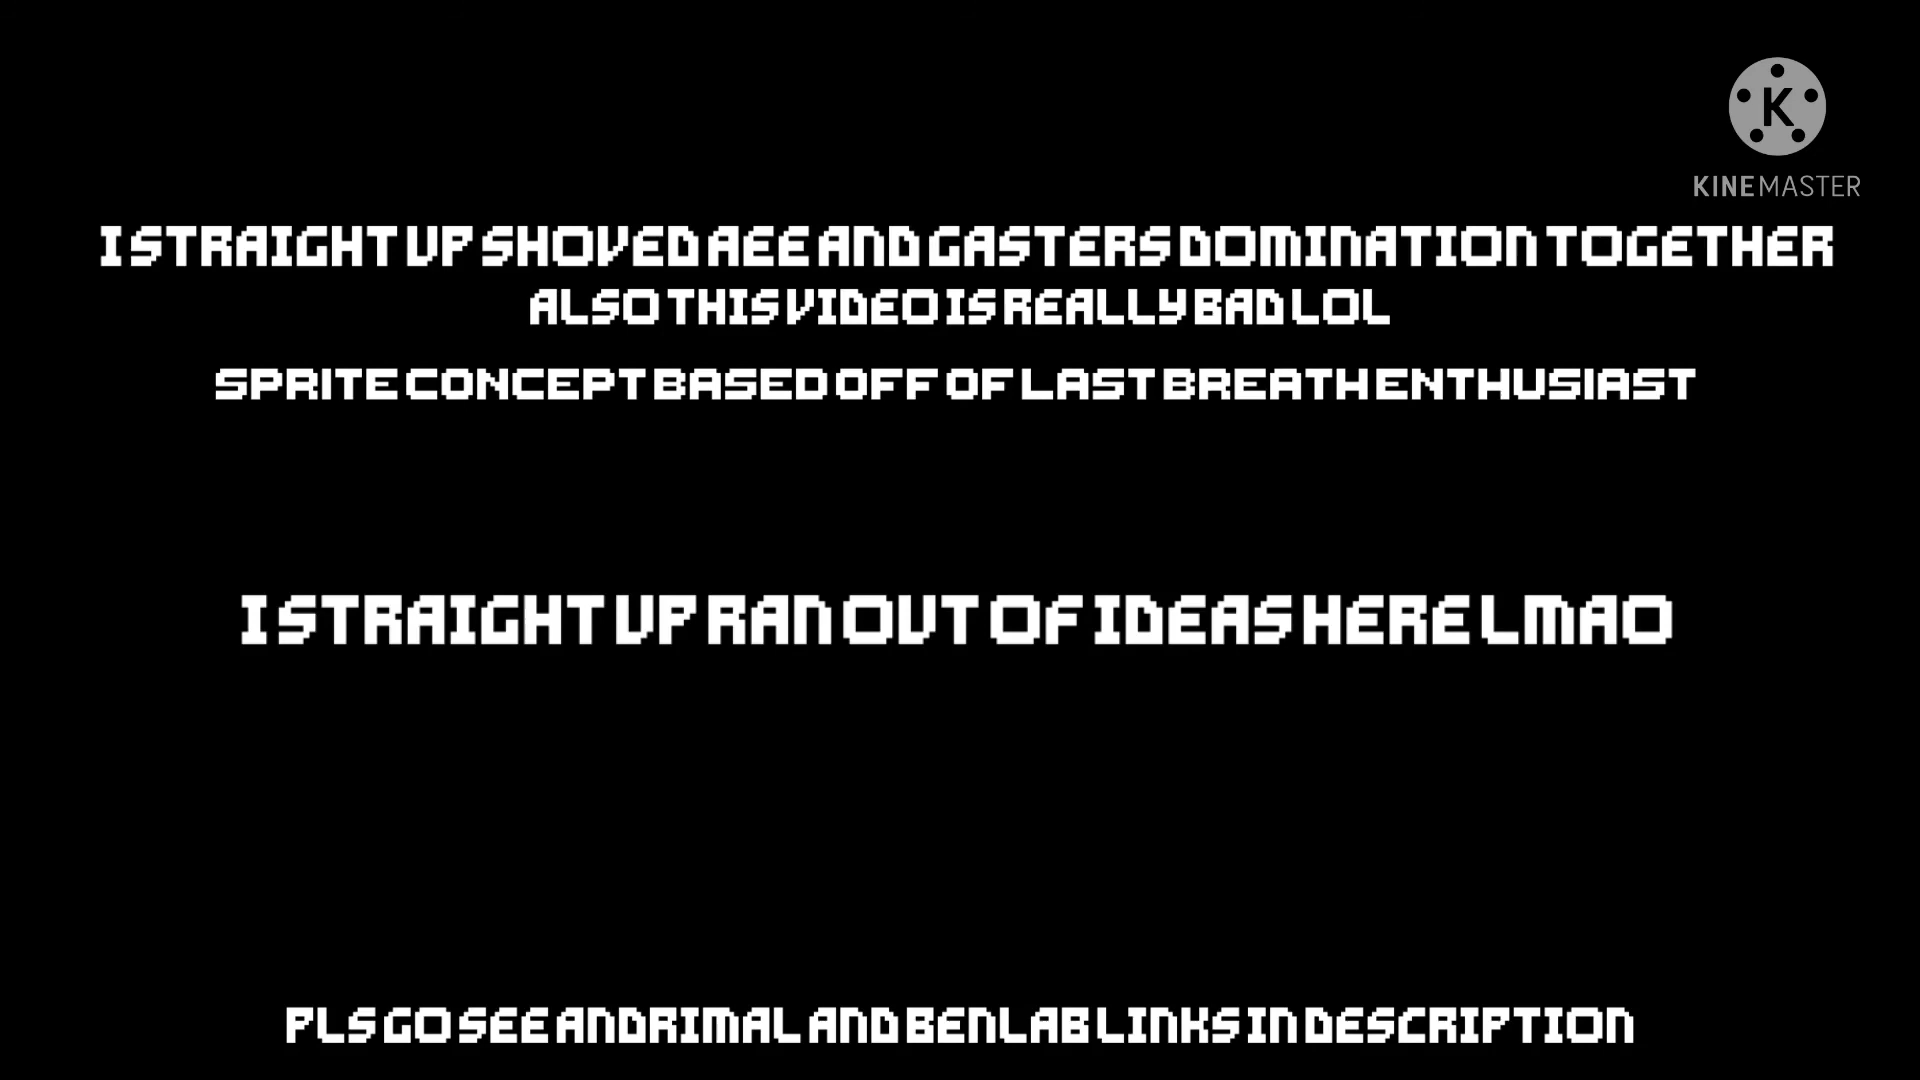 K
KINEMASTER
I STRAIGHT UP SHOVED AEE AND GASTERS DOMINATION TOGETHER
ALSO THIS VIDEO IS REALLY BAD LOL
SPRITE CONCEPT BASED OFF OF LAST BREATH ENTHUSIAST
I STRAIGHT UP RAN OUT OF IDEAS HERE LMAO
PLS GO SEE ANDRIMAL AND BENLAB LINKS IN DESCRIPTION